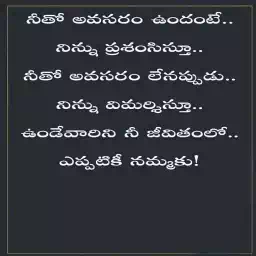 నీతో అవసరం ఉందంటే..
నిన్ను ప్రశంసిస్తూ..
నీతో అవసరం లేనప్పుడు..
నిన్ను విమర్శిస్తూ..
ఉండేవారిని నీ జీవితంలో..
ఎప్పటికీ నమ్మకు!